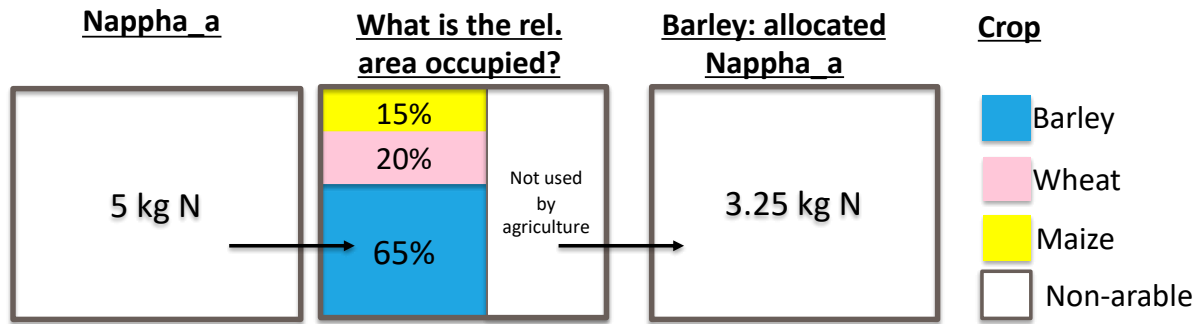 Nappha_a
What is the rel.
area occupied?
Barley: allocated
Nappha_a
Crop
5 kg N
15%
20%
65%
Not used
by
agriculture
3.25 kg N
Barley
Wheat
Maize
Non-arable